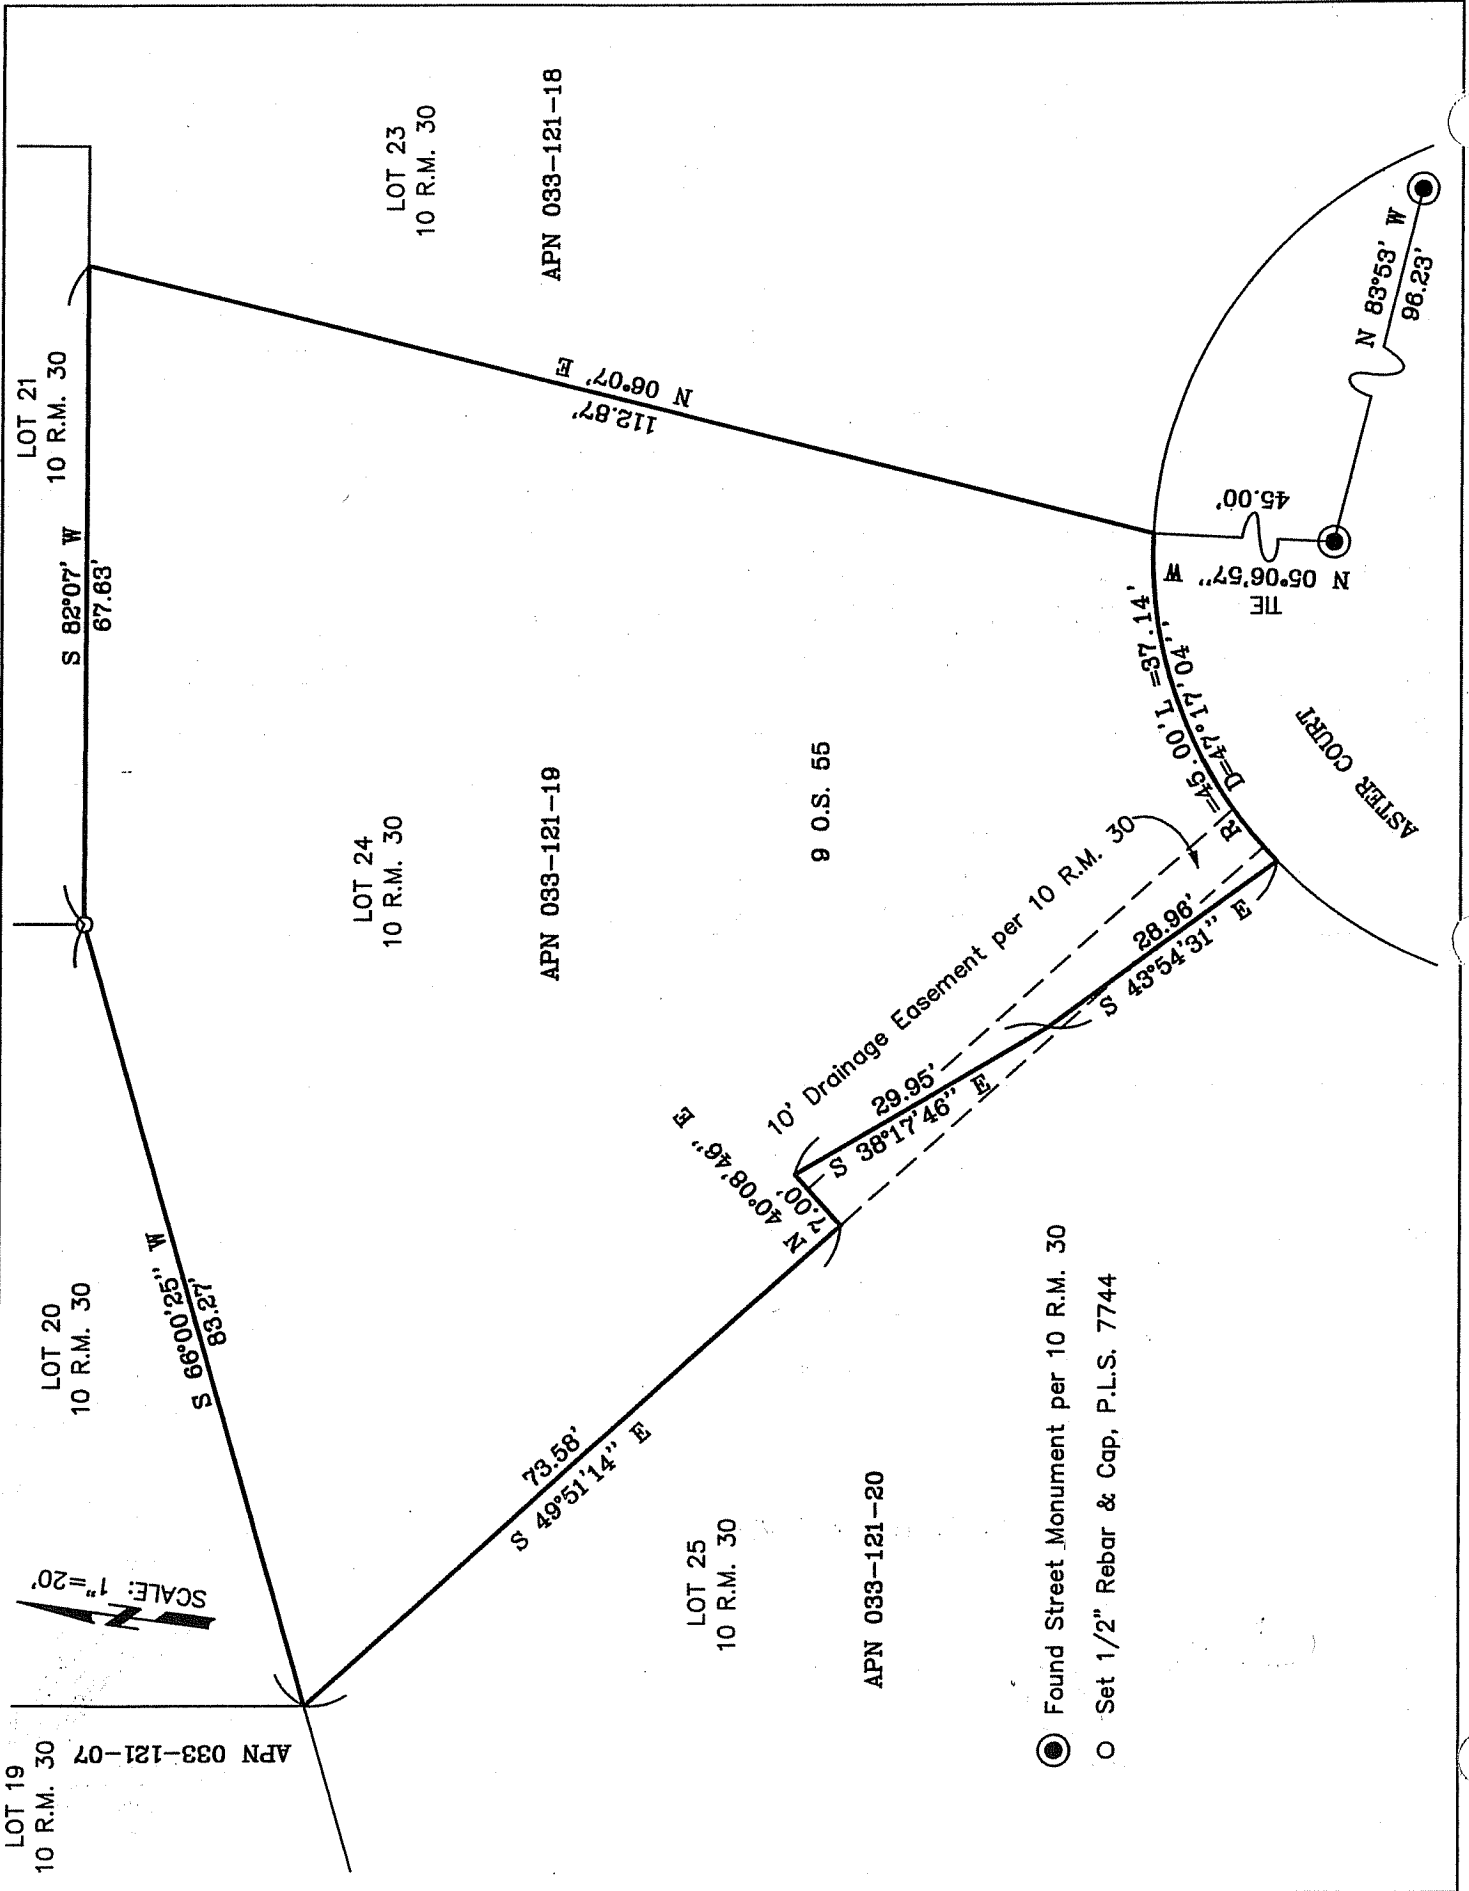 LOT 19
10 R.M. 30
APN 033-121-07
SCALE: 1"=20'
LOT 20
10 R.M. 30
S 66°00'25" W
83.27'
LOT 21
10 R.M. 30
S 82°07' W
67.63'
LOT 23
10 R.M. 30
APN 033-121-18
N 06°07' E
112.87'
LOT 24
10 R.M. 30
APN 033-121-19
9 O.S. 55
73.58'
S 49°51'14" E
N 40°08'46" E
7.00'
10' Drainage Easement per 10 R.M. 30
29.95'
S 38°17'46" E
28.96'
S 43°54'31" E
R=45.00' L=37.14'
D=47°17'04''
ASTER COURT
TIE
N 05°06'57" W
45.00'
N 83°53' W
96.23'
LOT 25
10 R.M. 30
APN 033-121-20
Found Street Monument per 10 R.M. 30
Set 1/2" Rebar & Cap, P.L.S. 7744